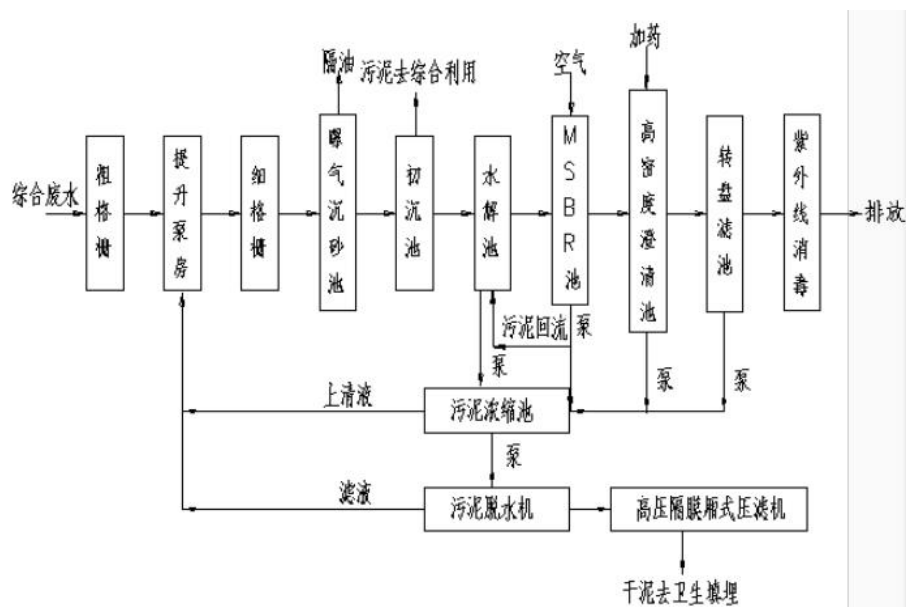 加药
隔油
污泥去综合利用
空气
综合废水
粗格栅
提升泵房
细格栅
曝气沉砂池
初沉池
水解池
MSBR池
高密度澄清池
转盘滤池
紫外线消毒
排放
污泥回流
泵
泵
泵
泵
上清液
污泥浓缩池
泵
滤液
污泥脱水机
高压隔膜厢式压滤机
干泥去卫生填埋